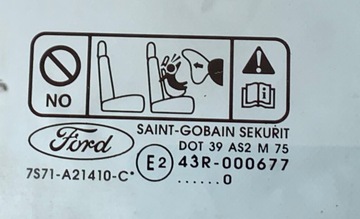 NO
Ford
SAINT-GOBAIN SEKURIT
DOT 39 AS2 M 75
E2 43R-000677
7S71-A21410-C*
......0